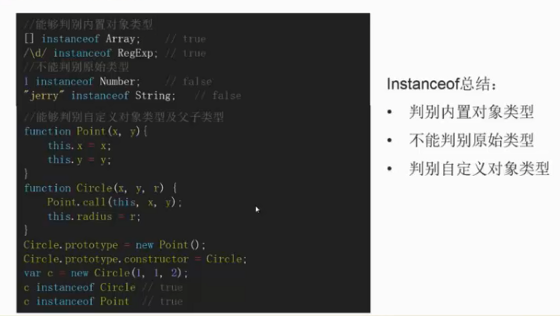 //能够判别内置对象类型
[] instanceof Array;    // true
/\d/ instanceof RegExp; // true
//不能判别原始类型
1 instanceof Number;    // false
"jerry" instanceof String;   // false
//能够判别自定义对象类型及父子类型
function Point(x, y){
    this.x = x;
    this.y = y;
}
function Circle(x, y, r) {
    Point.call(this, x, y);
    this.radius = r;
}
Circle.prototype = new Point();
Circle.prototype.constructor = Circle;
var c = new Circle(1, 1, 2);
c instanceof Circle // true
c instanceof Point  // true
Instanceof总结：
• 判别内置对象类型
• 不能判别原始类型
• 判别自定义对象类型